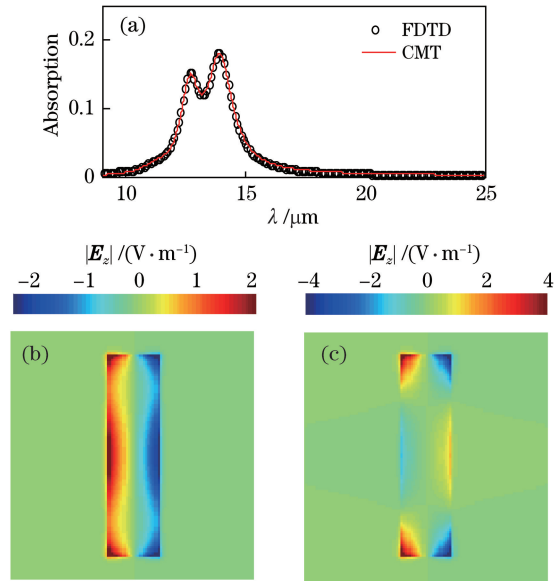 (a)
0.2
FDTD
CMT
0.1
Absorption
0
10 15 20 25
λ /μm
|E_z| /(V · m⁻¹) |E_z| /(V · m⁻¹)
−2 −1 0 1 2 −4 −2 0 2 4
(b) (c)